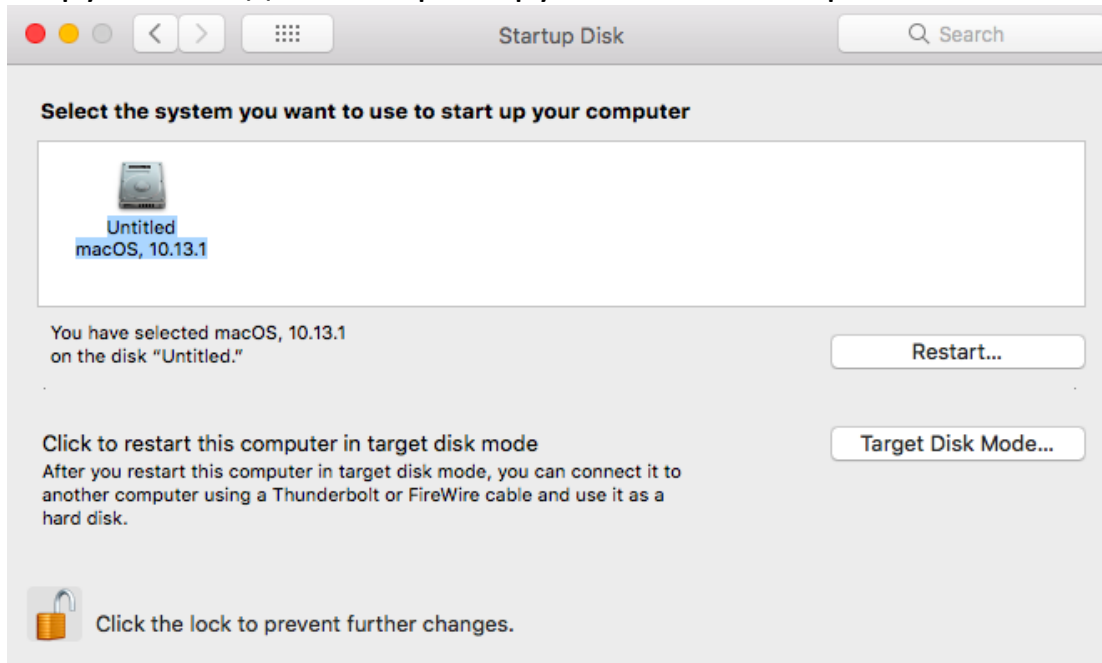 Startup Disk
Search
Select the system you want to use to start up your computer
Untitled
macOS, 10.13.1
You have selected macOS, 10.13.1
on the disk “Untitled.”
Restart...
Click to restart this computer in target disk mode
Target Disk Mode...
After you restart this computer in target disk mode, you can connect it to
another computer using a Thunderbolt or FireWire cable and use it as a
hard disk.
Click the lock to prevent further changes.